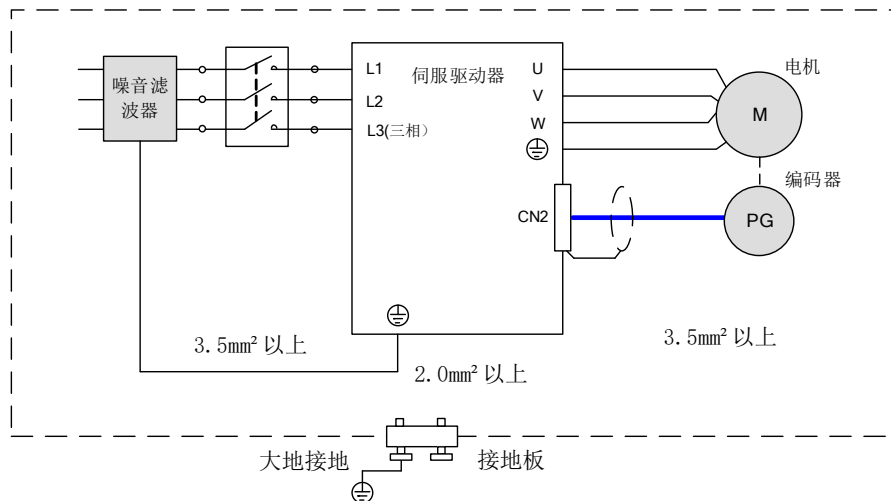 噪音滤
波器
L1
L2
L3(三相)
伺服驱动器
U
V
W
CN2
电机
M
编码器
PG
3.5mm² 以上
2.0mm² 以上
3.5mm² 以上
大地接地
接地板